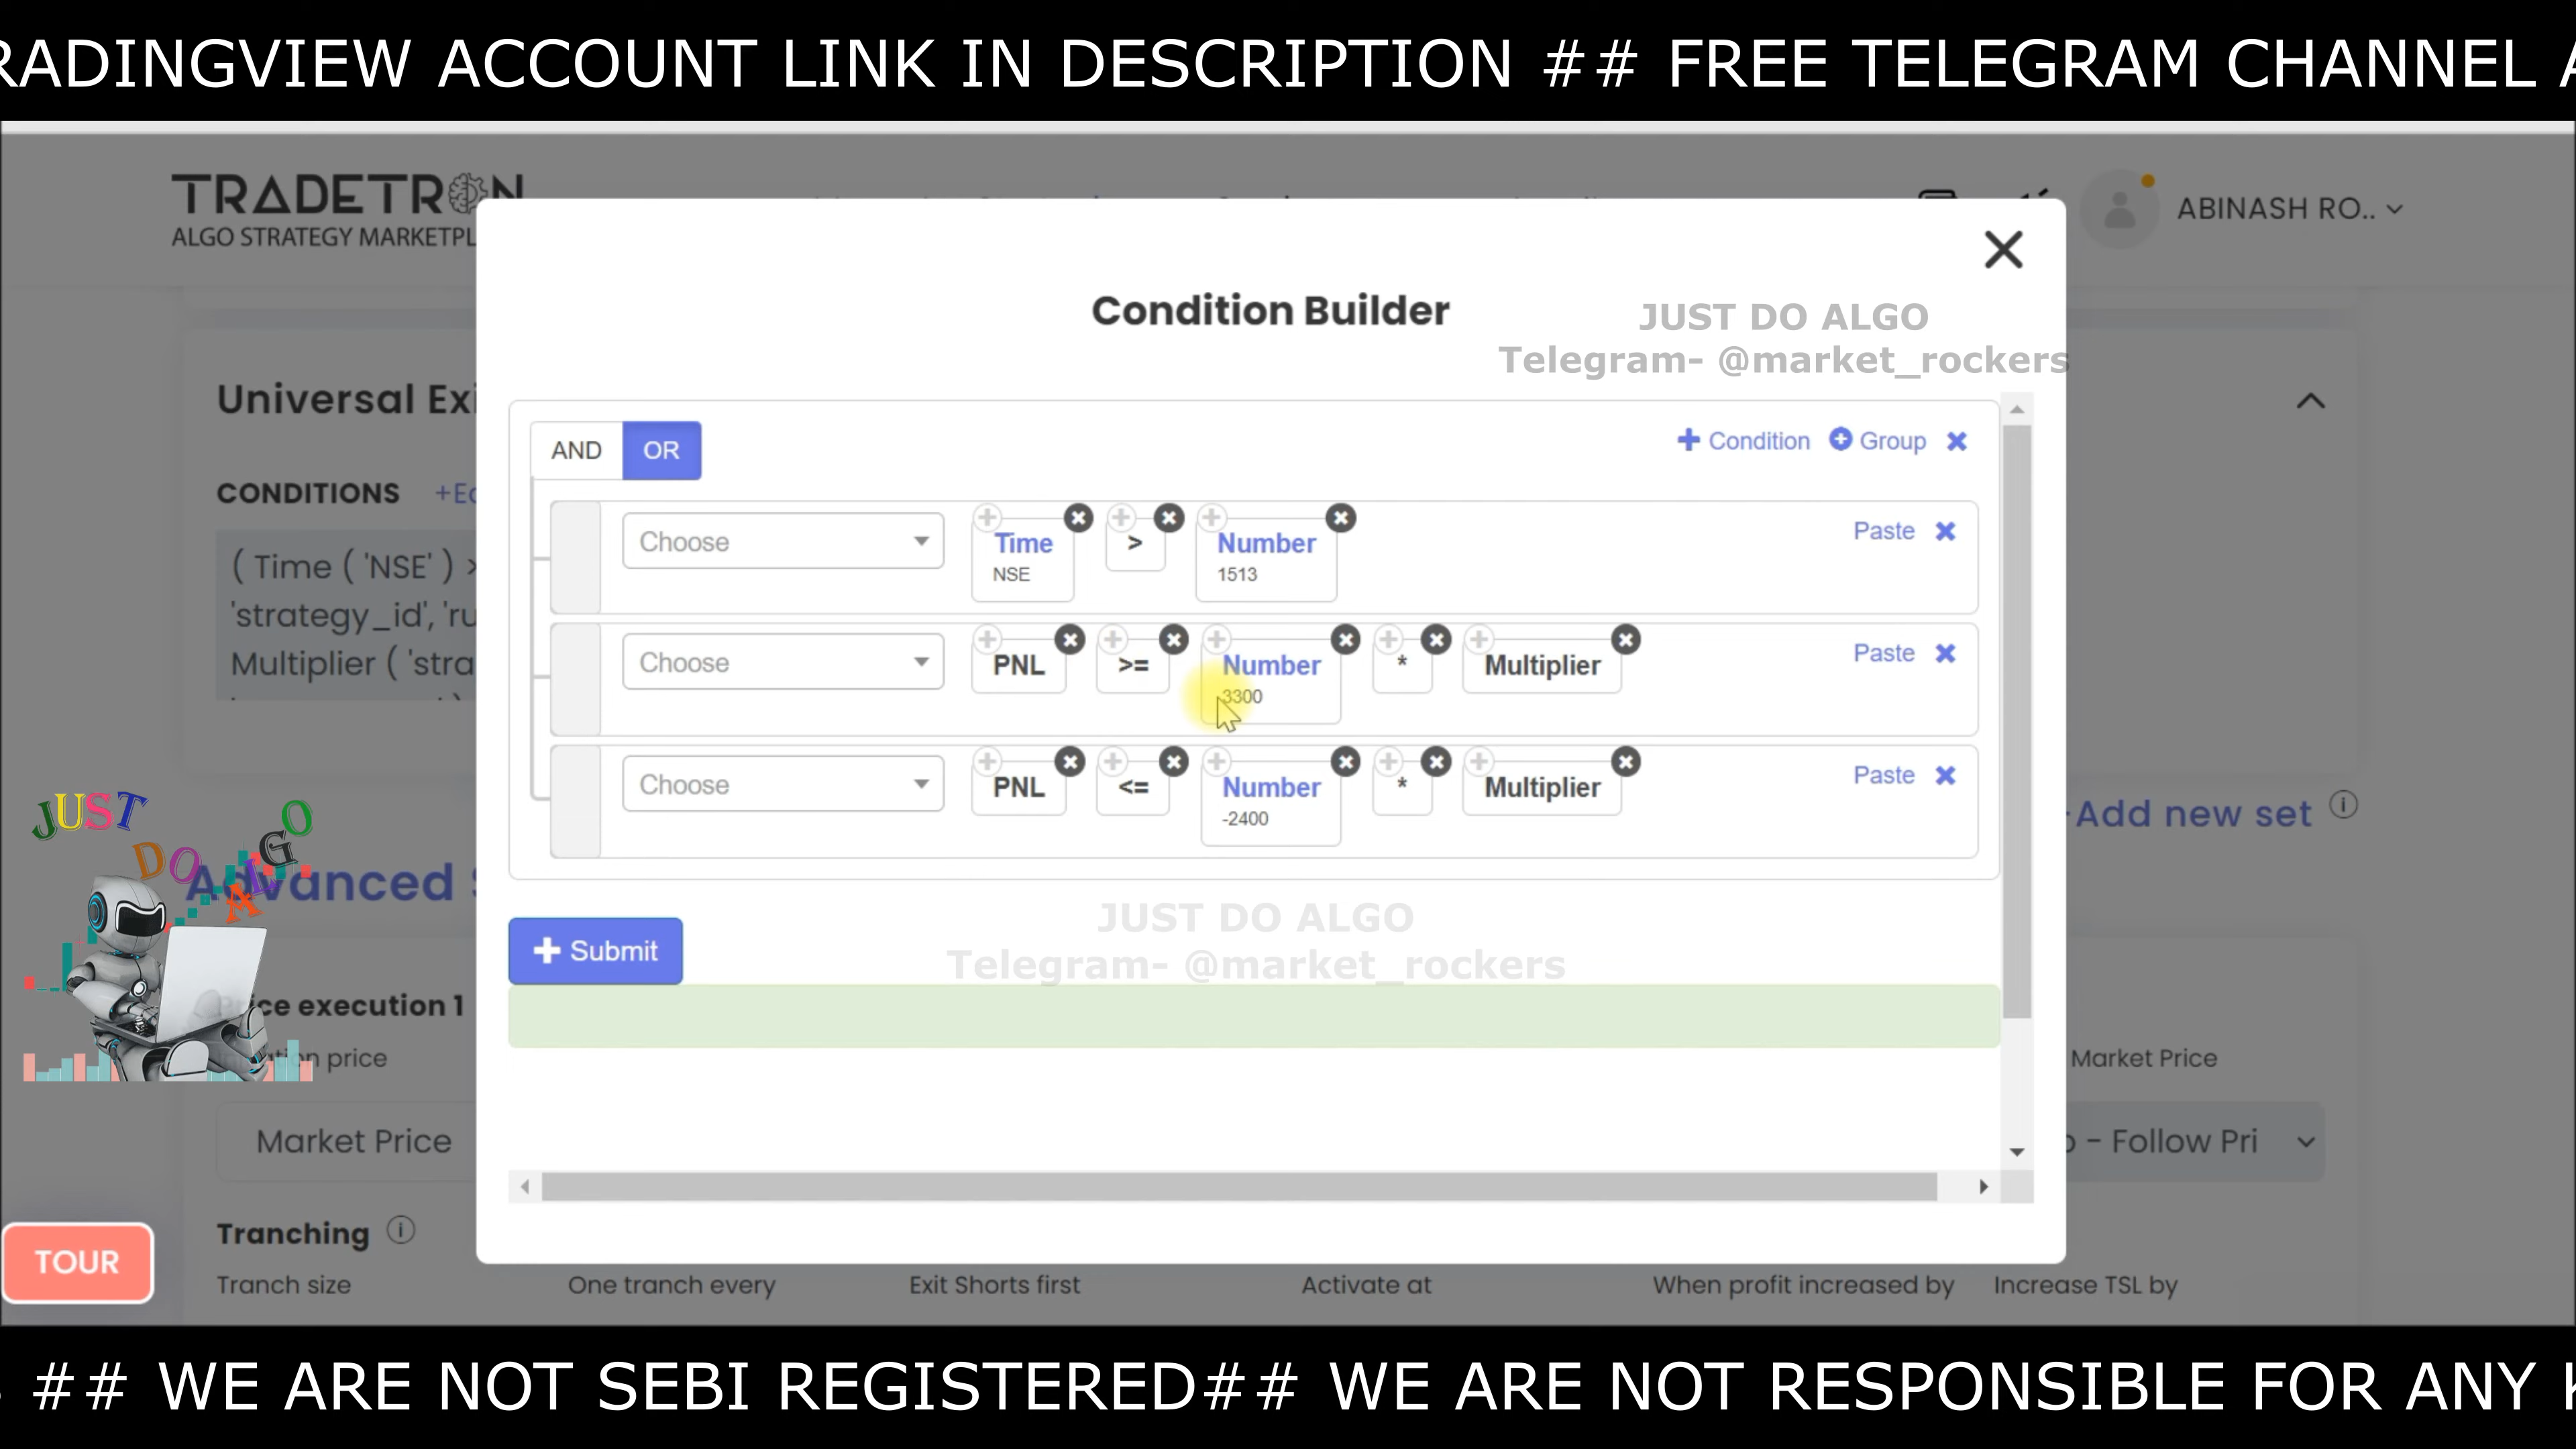 RADINGVIEW ACCOUNT LINK IN DESCRIPTION ## FREE TELEGRAM CHANNEL A
TRADETRON
ALGO STRATEGY MARKETPL
ABINASH RO..
Condition Builder
JUST DO ALGO
Telegram- @market_rockers
Universal Exi
CONDITIONS +Ed
( Time ( 'NSE' ) >
'strategy_id', 'ru
Multiplier ( 'stra
AND OR
+ Condition + Group
Choose Time > Number Paste
NSE 1513
Choose PNL >= Number * Multiplier Paste
3300
Choose PNL <= Number * Multiplier Paste
-2400
Add new set
JUST DO ALGO
Advanced S
+ Submit
JUST DO ALGO
Telegram- @market_rockers
ce execution 1
price
Market Price
Market Price
- Follow Pri
TOUR
Tranching
Tranch size One tranch every Exit Shorts first Activate at When profit increased by Increase TSL by
## WE ARE NOT SEBI REGISTERED## WE ARE NOT RESPONSIBLE FOR ANY K